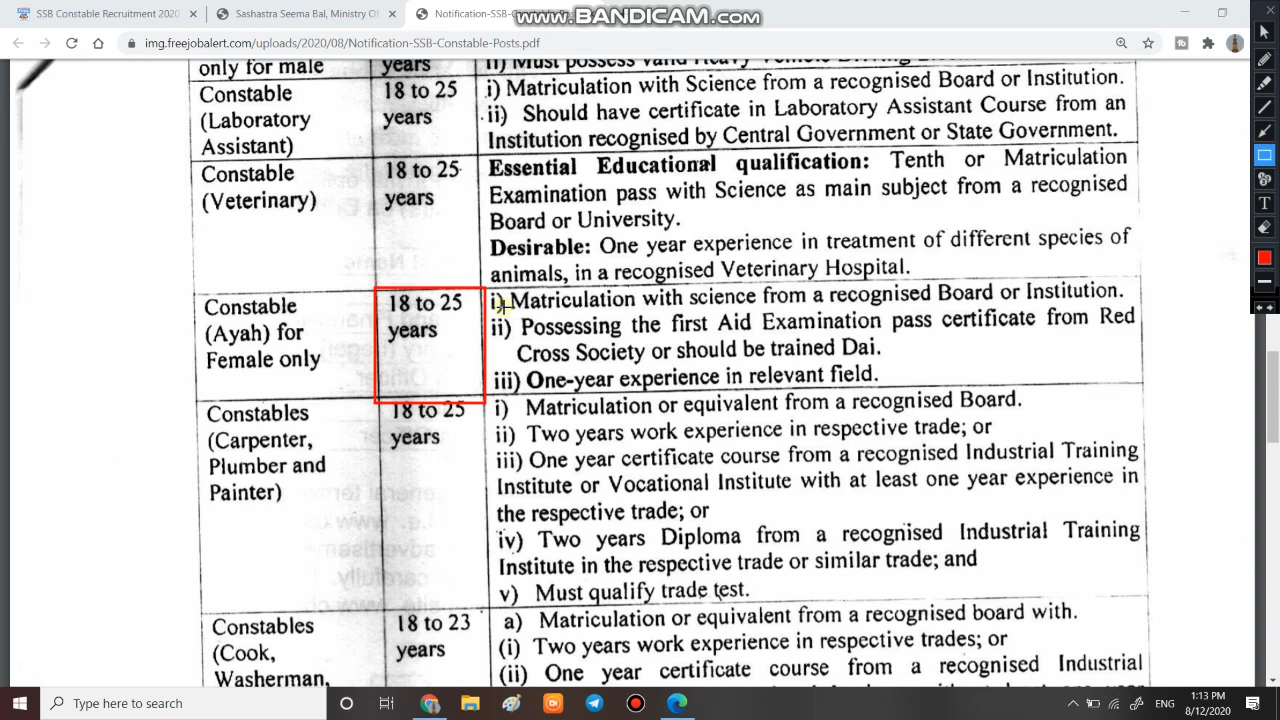 SSB Constable Recruitment 2020
Sashastra Seema Bal, Ministry Of
Notification-SSB-Co
www.BANDICAM.com
img.freejobalert.com/uploads/2020/08/Notification-SSB-Constable-Posts.pdf
only for male years ii) Must possess valid Heavy Vehicle Driving
Constable 18 to 25 i) Matriculation with Science from a recognised Board or Institution.
(Laboratory years ii) Should have certificate in Laboratory Assistant Course from an
Assistant) Institution recognised by Central Government or State Government.
Constable 18 to 25 Essential Educational qualification: Tenth or Matriculation
(Veterinary) years Examination pass with Science as main subject from a recognised
Board or University.
Desirable: One year experience in treatment of different species of
animals, in a recognised Veterinary Hospital.
Constable 18 to 25 i) Matriculation with science from a recognised Board or Institution.
(Ayah) for years ii) Possessing the first Aid Examination pass certificate from Red
Female only Cross Society or should be trained Dai.
iii) One-year experience in relevant field.
Constables 18 to 25 i) Matriculation or equivalent from a recognised Board.
(Carpenter, years ii) Two years work experience in respective trade; or
Plumber and iii) One year certificate course from a recognised Industrial Training
Painter) Institute or Vocational Institute with at least one year experience in
the respective trade; or
iv) Two years Diploma from a recognised Industrial Training
Institute in the respective trade or similar trade; and
v) Must qualify trade test.
Constables 18 to 23 a) Matriculation or equivalent from a recognised board with.
(Cook, years (i) Two years work experience in respective trades; or
Washerman, (ii) One year certificate course from a recognised Industrial
Type here to search
ENG
1:13 PM
8/12/2020